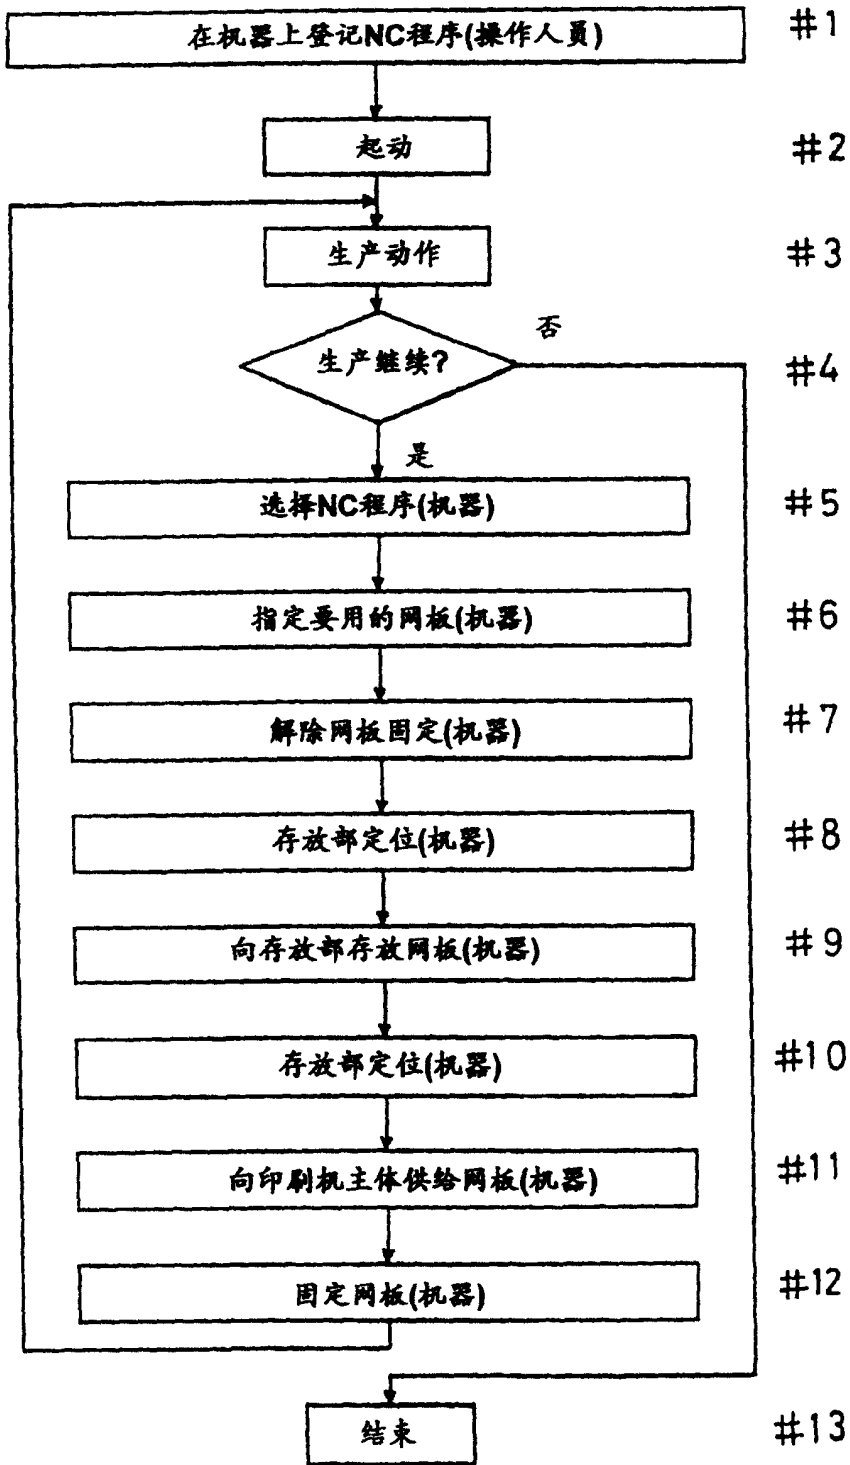 在机器上登记NC程序(操作人员) #1
起动 #2
生产动作 #3
否
生产继续? #4
是
选择NC程序(机器) #5
指定要用的网板(机器) #6
解除网板固定(机器) #7
存放部定位(机器) #8
向存放部存放网板(机器) #9
存放部定位(机器) #10
向印刷机主体供给网板(机器) #11
固定网板(机器) #12
结束 #13